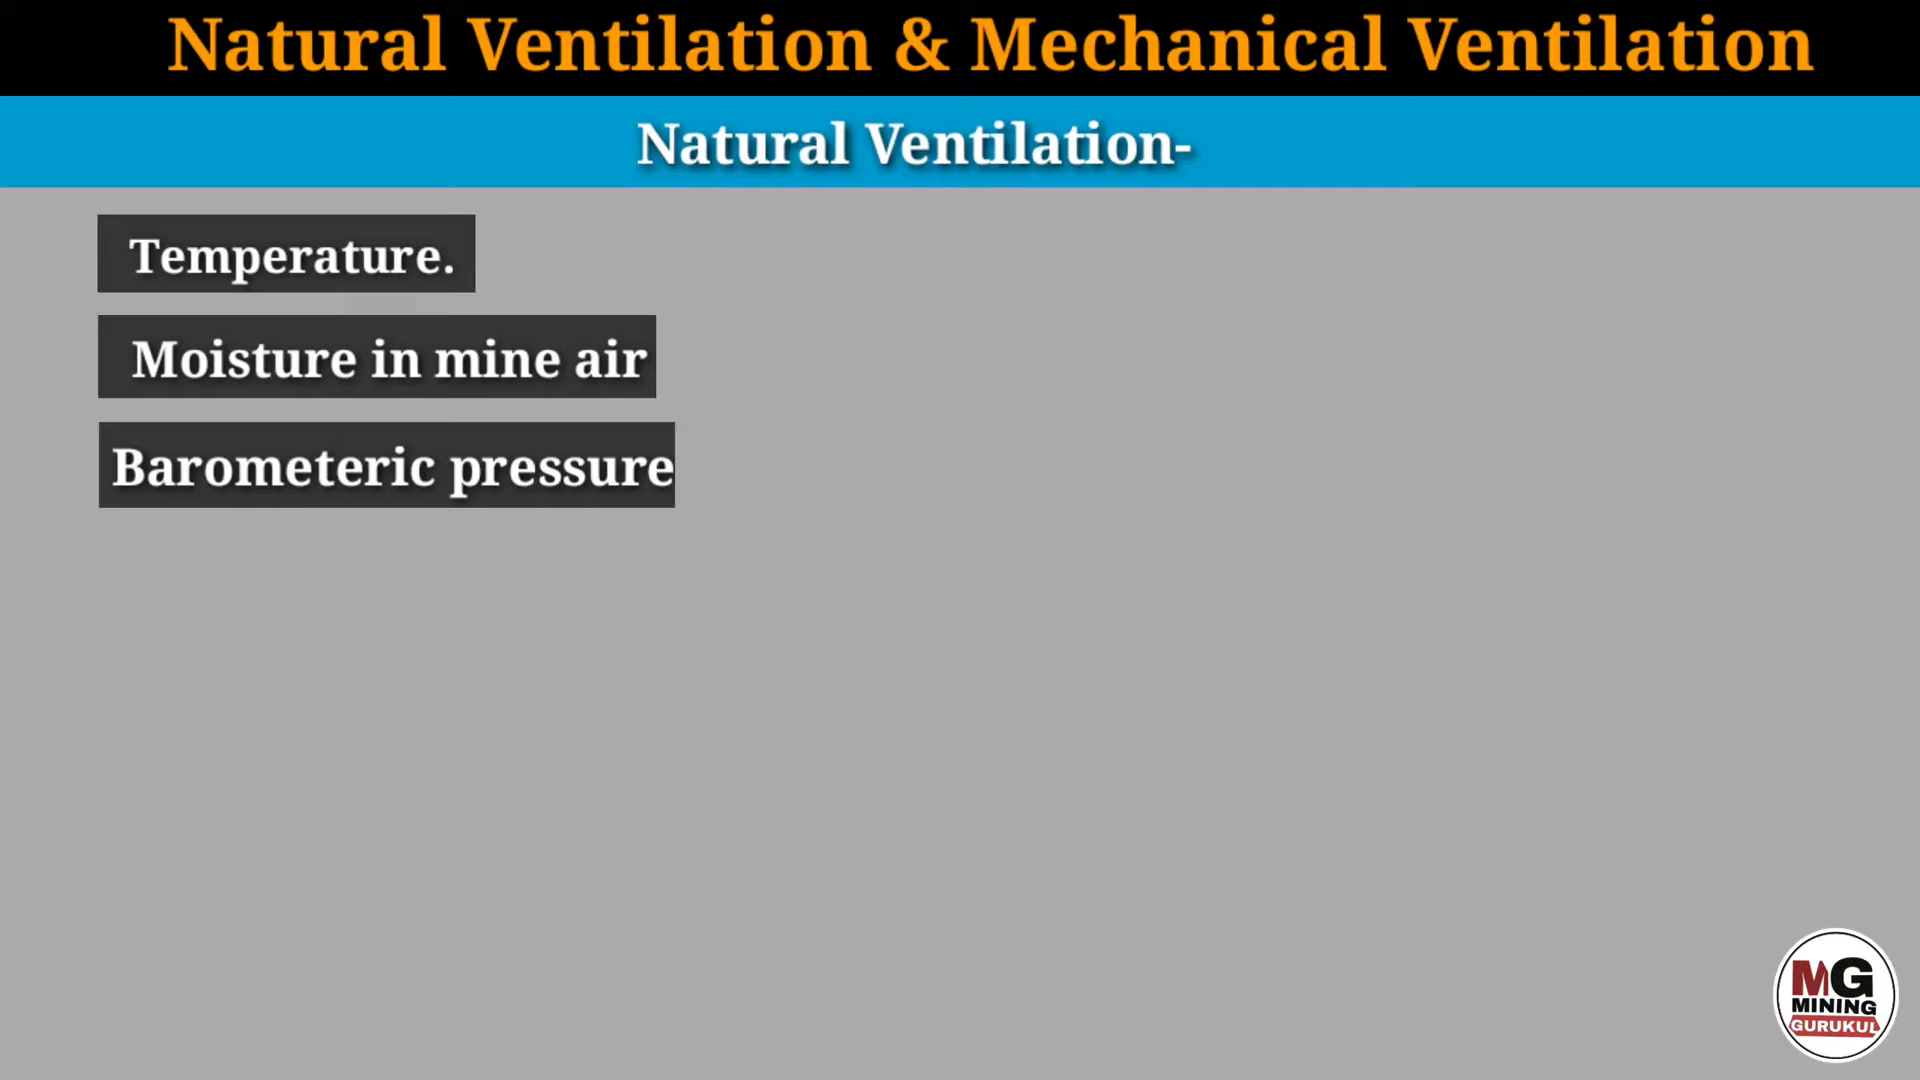 Natural Ventilation & Mechanical Ventilation
Natural Ventilation-
Temperature.
Moisture in mine air
Barometeric pressure
MG
MINING
GURUKUL